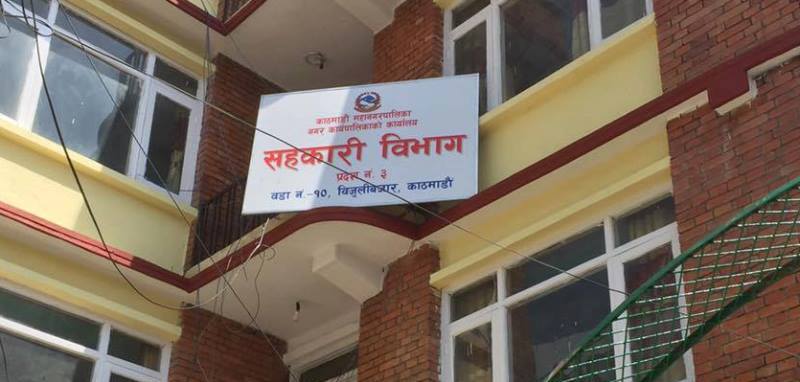 काठमाडौं महानगरपालिका
नगर कार्यपालिकाको कार्यालय
सहकारी विभाग
प्रदेश नं. ३
वडा नं.-१०, विजुलीबजार, काठमाडौं